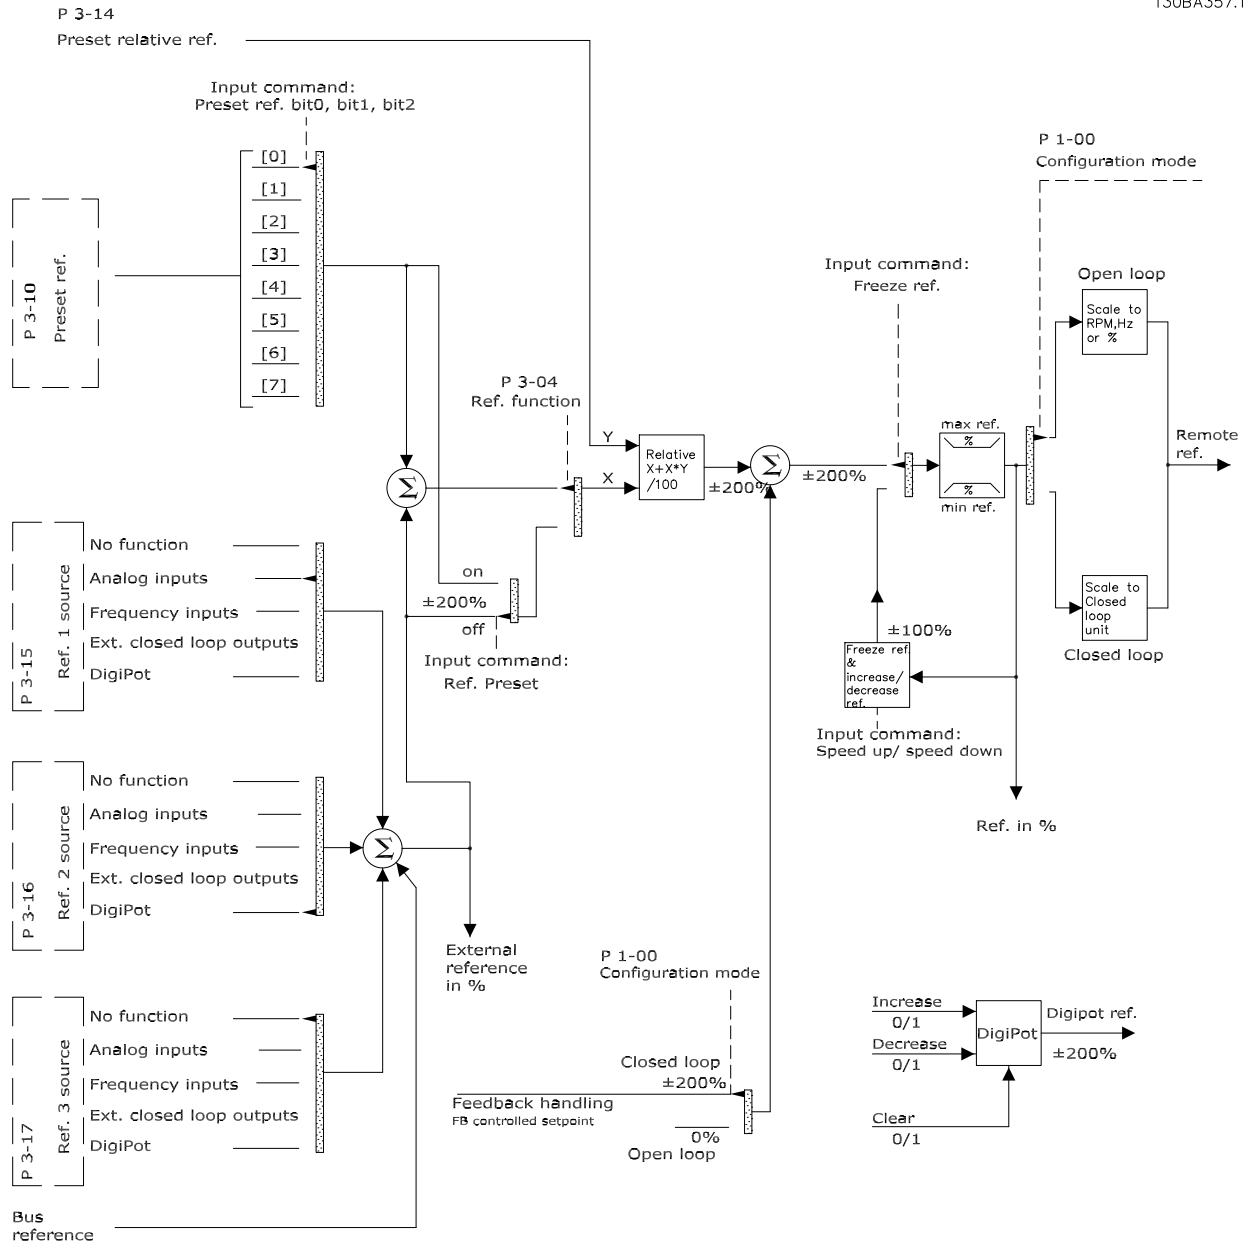 130BA357.1
P 3-14
Preset relative ref.
Input command:
Preset ref. bit0, bit1, bit2
[0]
[1]
[2]
[3]
[4]
[5]
[6]
[7]
P 3-10
Preset ref.
P 1-00
Configuration mode
Input command:
Freeze ref.
Open loop
Scale to
RPM,Hz
or %
P 3-04
Ref. function
Y
X
Relative
X+X*Y
/100
±200%
Σ
±200%
max ref.
%
%
min ref.
Remote
ref.
Σ
on
±200%
off
Input command:
Ref. Preset
P 3-15
Ref. 1 source
No function
Analog inputs
Frequency inputs
Ext. closed loop outputs
DigiPot
Scale to
Closed
loop
unit
Closed loop
±100%
Freeze ref.
&
increase/
decrease
ref.
Input command:
Speed up/ speed down
Ref. in %
P 3-16
Ref. 2 source
No function
Analog inputs
Frequency inputs
Ext. closed loop outputs
DigiPot
Σ
External
reference
in %
P 1-00
Configuration mode
Closed loop
±200%
Feedback handling
FB controlled setpoint
0%
Open loop
P 3-17
Ref. 3 source
No function
Analog inputs
Frequency inputs
Ext. closed loop outputs
DigiPot
Bus
reference
Increase
0/1
Decrease
0/1
Clear
0/1
DigiPot
Digipot ref.
±200%